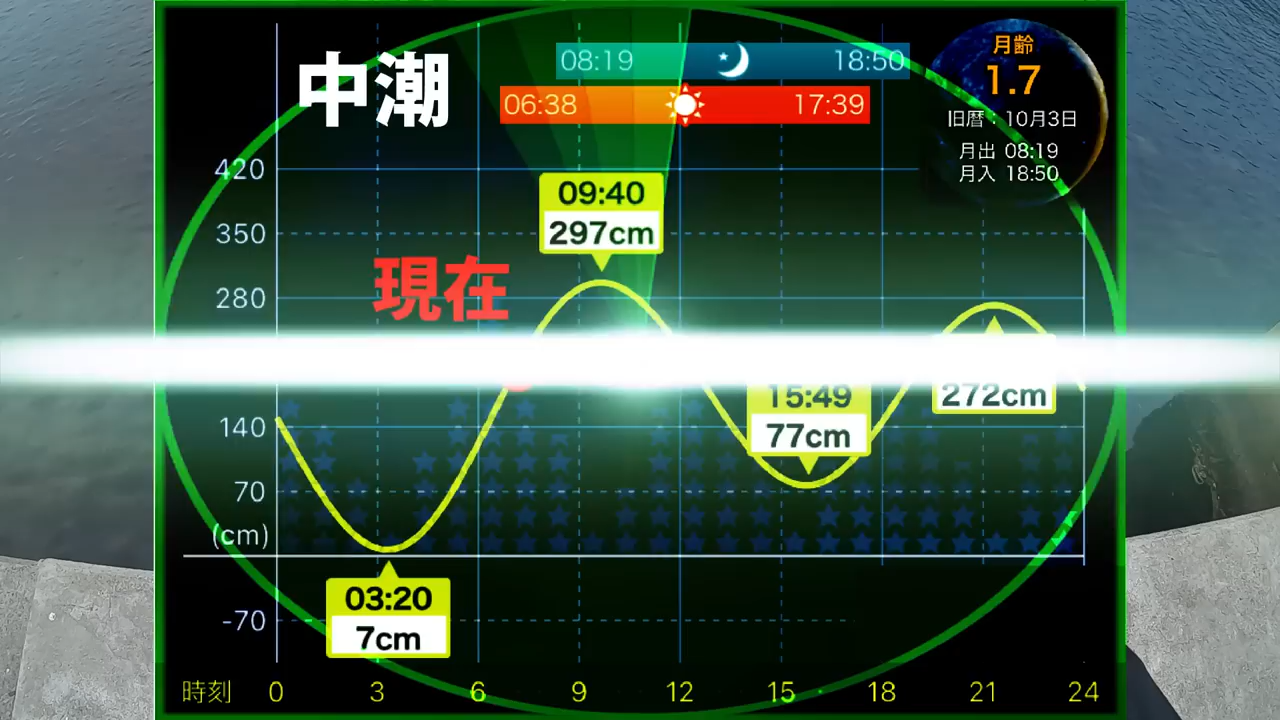 中潮
08:19 18:50
06:38 17:39
月齢
1.7
旧暦：10月3日
月出 08:19
月入 18:50
420
350
280
140
70
(cm)
-70
09:40
297cm
現在
15:49
77cm
272cm
03:20
7cm
時刻 0 3 6 9 12 15 18 21 24